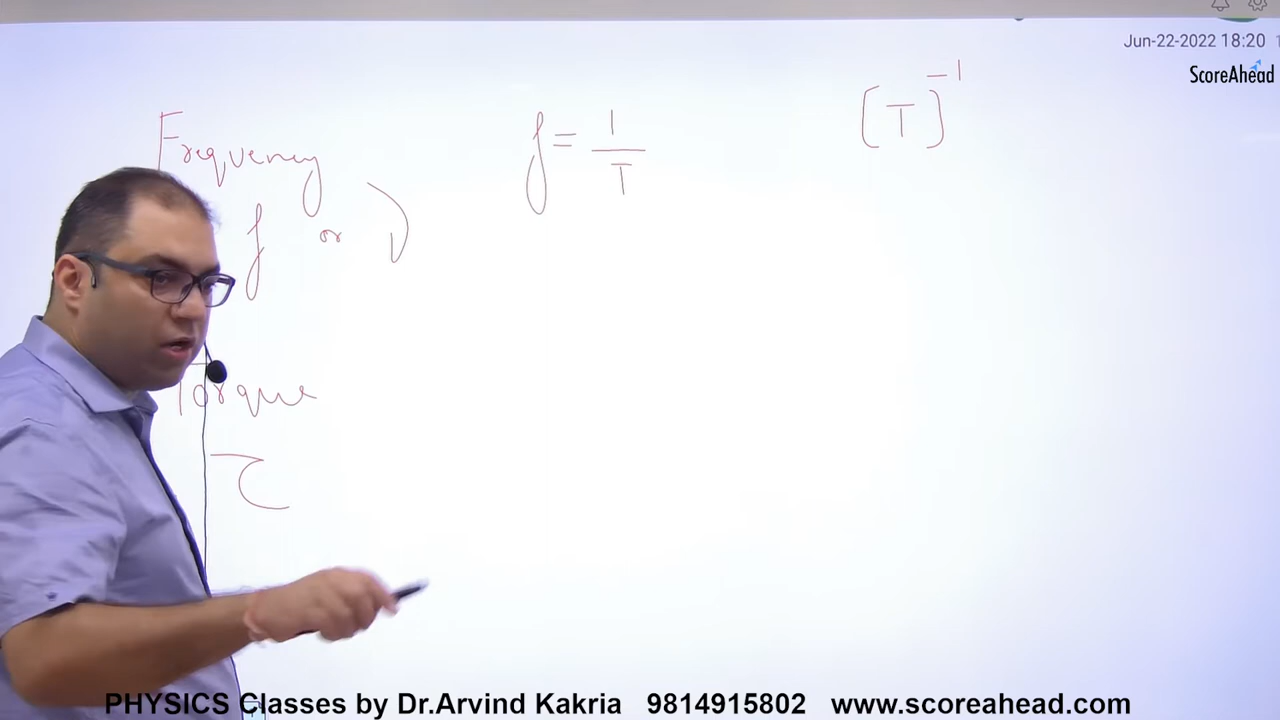 Jun-22-2022 18:20
ScoreAhead
Frequency f = 1/T [T]^-1
f or ν
Torque
τ
PHYSICS Classes by Dr.Arvind Kakria 9814915802 www.scoreahead.com